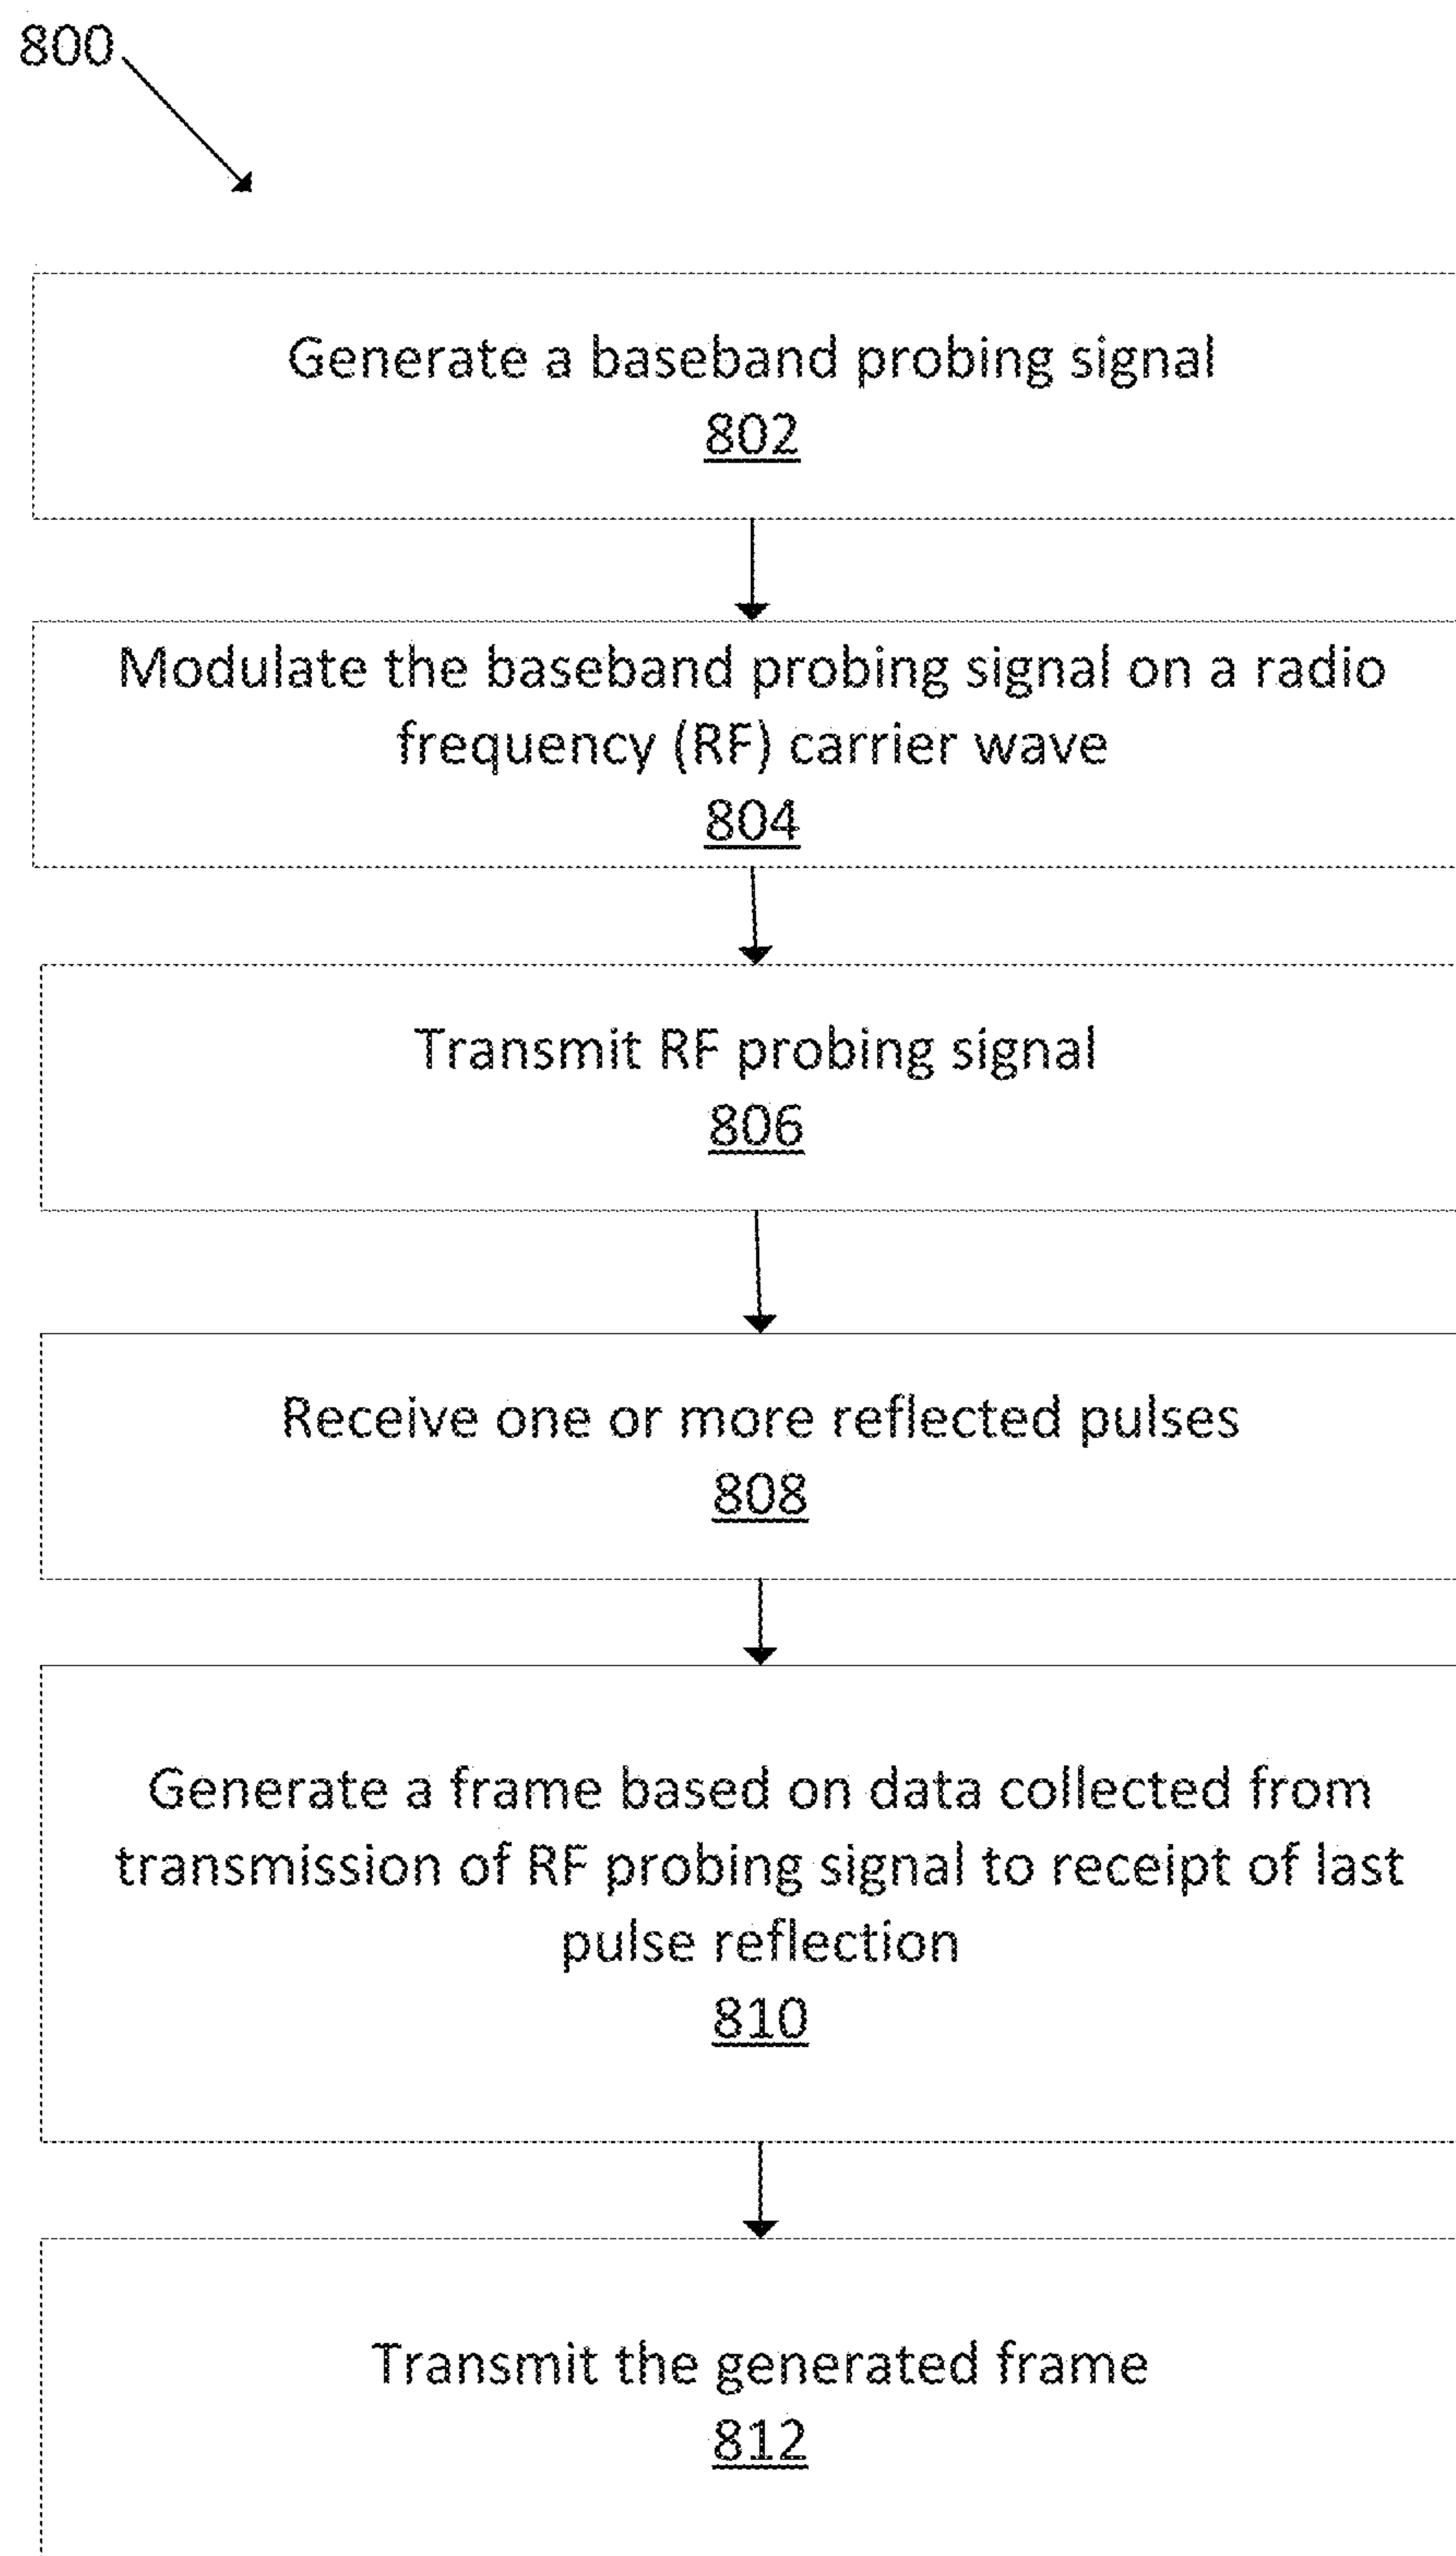 800
Generate a baseband probing signal
802
Modulate the baseband probing signal on a radio
frequency (RF) carrier wave
804
Transmit RF probing signal
806
Receive one or more reflected pulses
808
Generate a frame based on data collected from
transmission of RF probing signal to receipt of last
pulse reflection
810
Transmit the generated frame
812